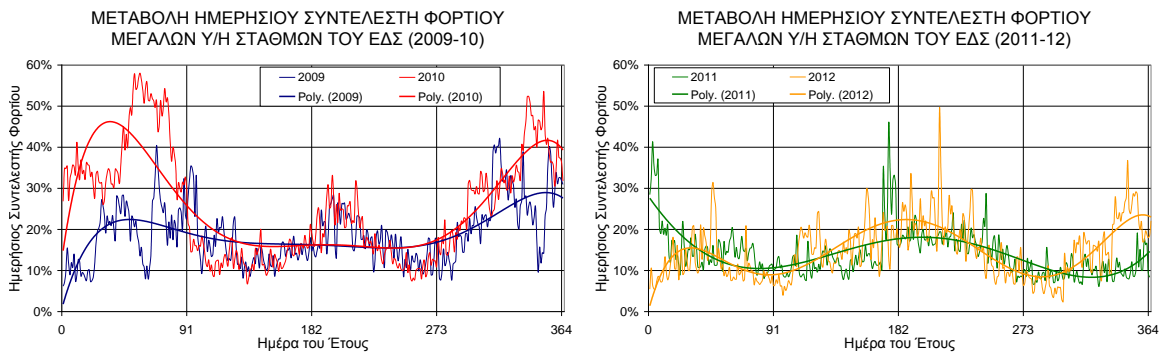 ΜΕΤΑΒΟΛΗ ΗΜΕΡΗΣΙΟΥ ΣΥΝΤΕΛΕΣΤΗ ΦΟΡΤΙΟΥ
ΜΕΓΑΛΩΝ Υ/Η ΣΤΑΘΜΩΝ ΤΟΥ ΕΔΣ (2009-10)
Ημερήσιος Συντελεστής Φορτίου
60%
50%
40%
30%
20%
10%
0%
2009
2010
Poly. (2009)
Poly. (2010)
0
91
182
273
364
Ημέρα του Έτους
ΜΕΤΑΒΟΛΗ ΗΜΕΡΗΣΙΟΥ ΣΥΝΤΕΛΕΣΤΗ ΦΟΡΤΙΟΥ
ΜΕΓΑΛΩΝ Υ/Η ΣΤΑΘΜΩΝ ΤΟΥ ΕΔΣ (2011-12)
Ημερήσιος Συντελεστής Φορτίου
60%
50%
40%
30%
20%
10%
0%
2011
2012
Poly. (2011)
Poly. (2012)
0
91
182
273
364
Ημέρα του Έτους